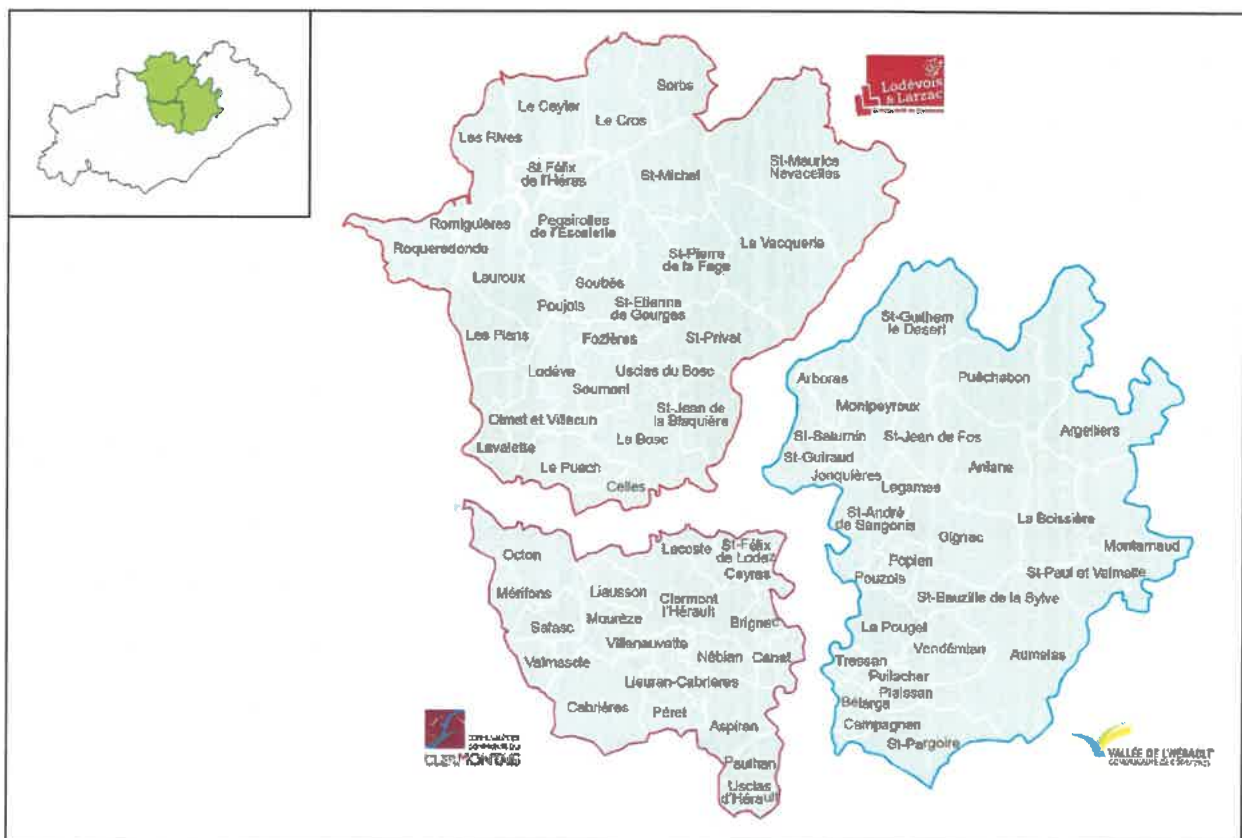 Lodévois
& Larzac
Sorbs
Le Caylar
Le Cros
Les Rives
St Félix
de l'Héras
St-Michel
St-Maurice
Navacelles
Romiguières
Pegairolles
de l'Escalette
Roqueredonde
La Vacquerie
St-Pierre
de la Fage
Lauroux
Soubès
Poujols
St-Etienne
de Gourgas
Les Plans
Fozières
St-Privat
Lodève
Usclas du Bosc
Soumont
St-Jean de
la Blaquière
Olmet et Villecun
Le Bosc
Lavalette
Le Puech
Celles
St-Guilhem
le Desert
Arboras
Puéchabon
Montpeyroux
Argelliers
St-Saturnin
St-Jean de Fos
St-Guiraud
Jonquières
Aniane
Lagamas
St-André
de Sangonis
La Boissière
Gignac
Montarnaud
Popian
Pouzols
St-Paul et Valmalle
St-Bauzille de la Sylve
Le Pouget
Vendémian
Aumelas
Tressan
Puilacher
Plaissan
Bélarga
Campagnan
St-Pargoire
Octon
Lacoste
St-Félix
de Lodez
Ceyras
Mérifons
Liausson
Clermont
l'Hérault
Mourèze
Brignac
Salasc
Villeneuvette
Valmascle
Nébian
Canet
Lieuran-Cabrières
Cabrières
Péret
Aspiran
Paulhan
Usclas
d'Hérault
CLERMONTAIS
VALLÉE DE L'HÉRAULT
COMMUNAUTÉ DE COMMUNES